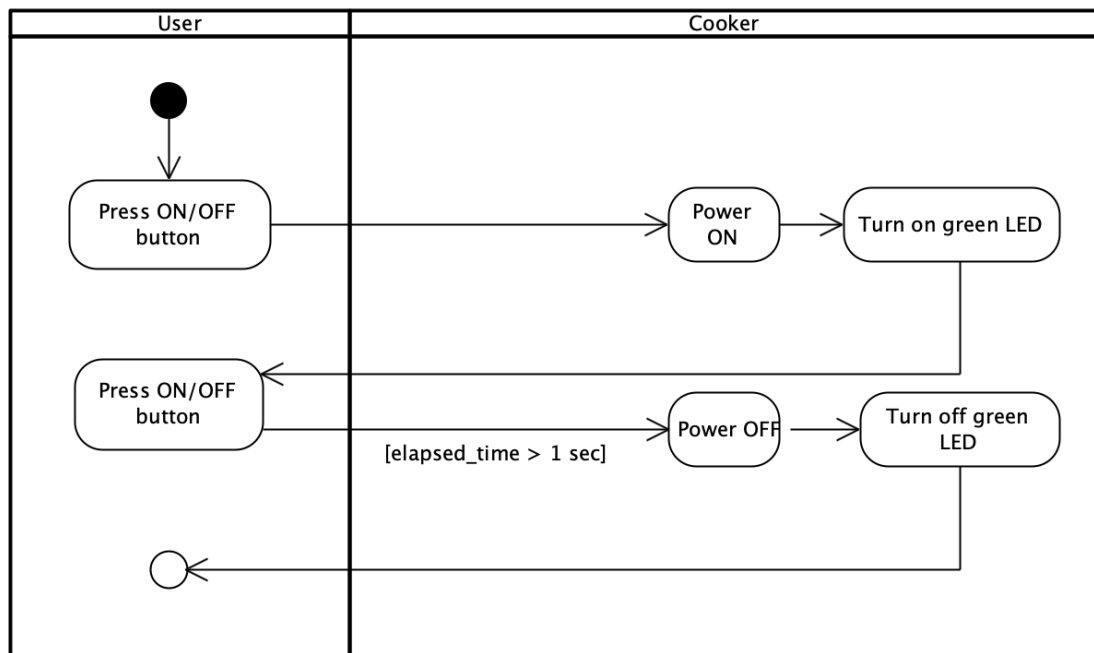 User
Cooker
Press ON/OFF
button
Power
ON
Turn on green LED
Press ON/OFF
button
[elapsed_time > 1 sec]
Power OFF
Turn off green
LED